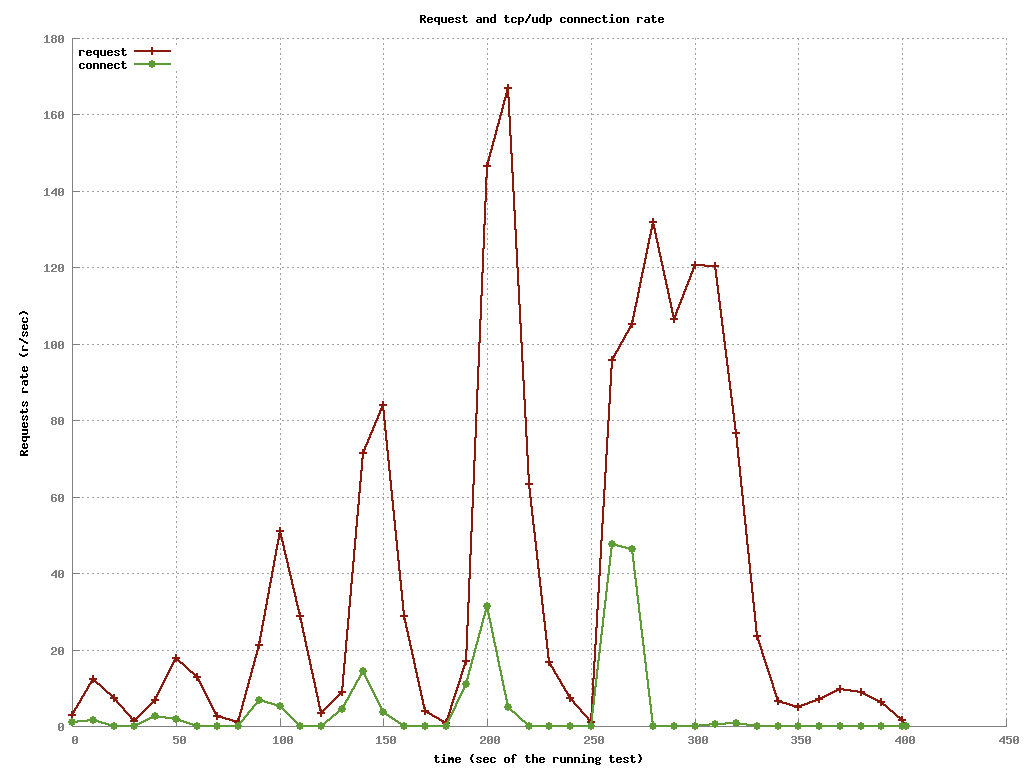 Request and tcp/udp connection rate
180
160
140
120
100
80
60
40
20
0
request
connect
Requests rate (r/sec)
0 50 100 150 200 250 300 350 400 450
time (sec of the running test)